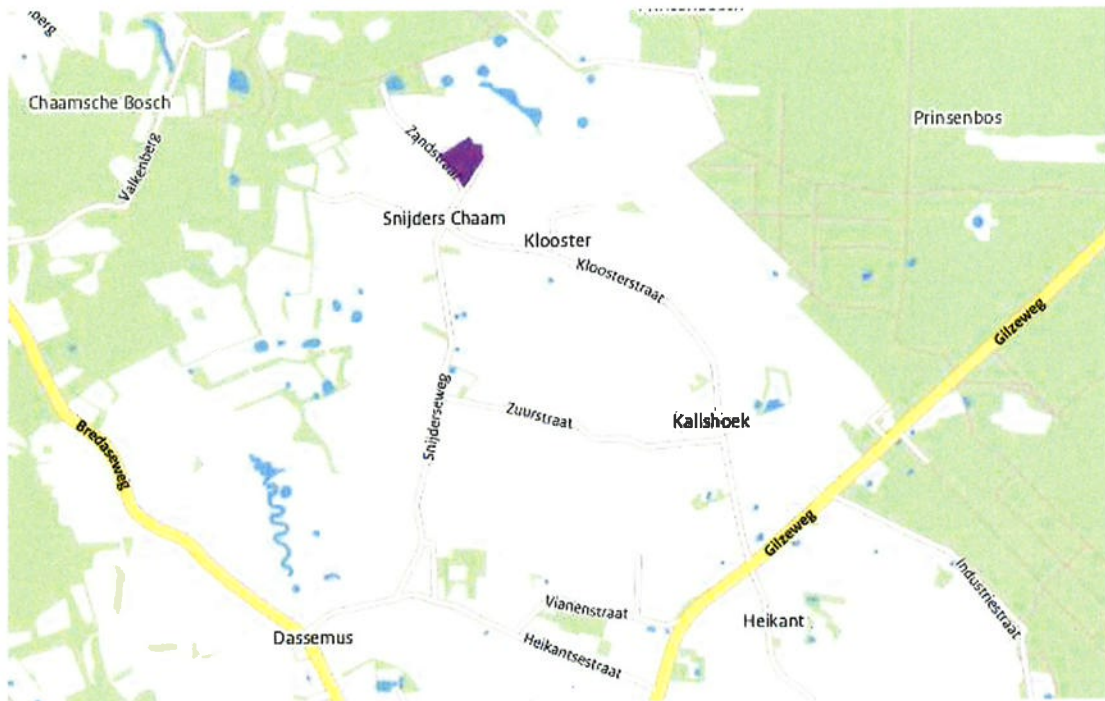 berg
Chaamsche Bosch
Valkenberg
Zandstraat
Prinsenbos
Snijders Chaam
Klooster
Kloosterstraat
Gilzeweg
Bredaseweg
Snijderseweg
Zuurstraat
Kallshoek
Gilzeweg
Industriestraat
Vianenstraat
Heikant
Dassemus
Heikantsestraat